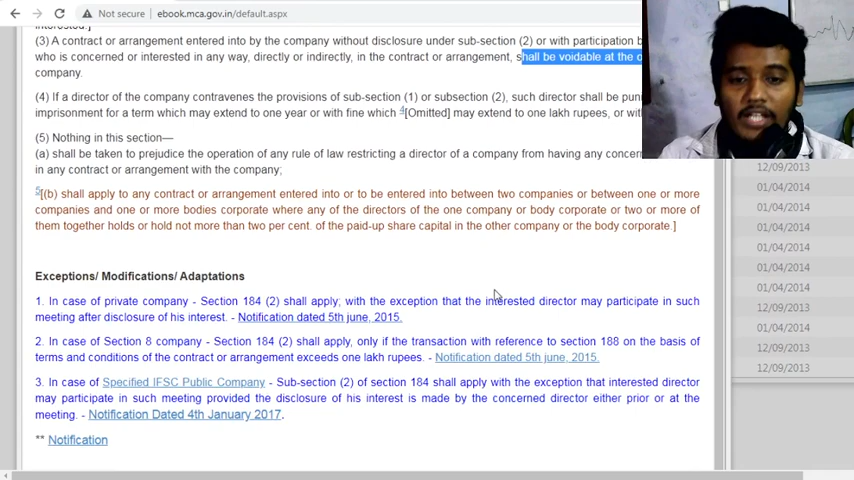 Not secure | ebook.mca.gov.in/default.aspx
interested.]
(3) A contract or arrangement entered into by the company without disclosure under sub-section (2) or with participation b
who is concerned or interested in any way, directly or indirectly, in the contract or arrangement, shall be voidable at the o
company.
(4) If a director of the company contravenes the provisions of sub-section (1) or subsection (2), such director shall be pun
imprisonment for a term which may extend to one year or with fine which 4[Omitted] may extend to one lakh rupees, or wit
(5) Nothing in this section—
(a) shall be taken to prejudice the operation of any rule of law restricting a director of a company from having any concer
in any contract or arrangement with the company;
5[(b) shall apply to any contract or arrangement entered into or to be entered into between two companies or between one or more
companies and one or more bodies corporate where any of the directors of the one company or body corporate or two or more of
them together holds or hold not more than two per cent. of the paid-up share capital in the other company or the body corporate.]
Exceptions/ Modifications/ Adaptations
1. In case of private company - Section 184 (2) shall apply; with the exception that the interested director may participate in such
meeting after disclosure of his interest. - Notification dated 5th june, 2015.
2. In case of Section 8 company - Section 184 (2) shall apply, only if the transaction with reference to section 188 on the basis of
terms and conditions of the contract or arrangement exceeds one lakh rupees. - Notification dated 5th june, 2015.
3. In case of Specified IFSC Public Company - Sub-section (2) of section 184 shall apply with the exception that interested director
may participate in such meeting provided the disclosure of his interest is made by the concerned director either prior or at the
meeting. - Notification Dated 4th January 2017.
** Notification
12/09/2013
01/04/2014
01/04/2014
01/04/2014
01/04/2014
01/04/2014
01/04/2014
12/09/2013
01/04/2014
12/09/2013
12/09/2013